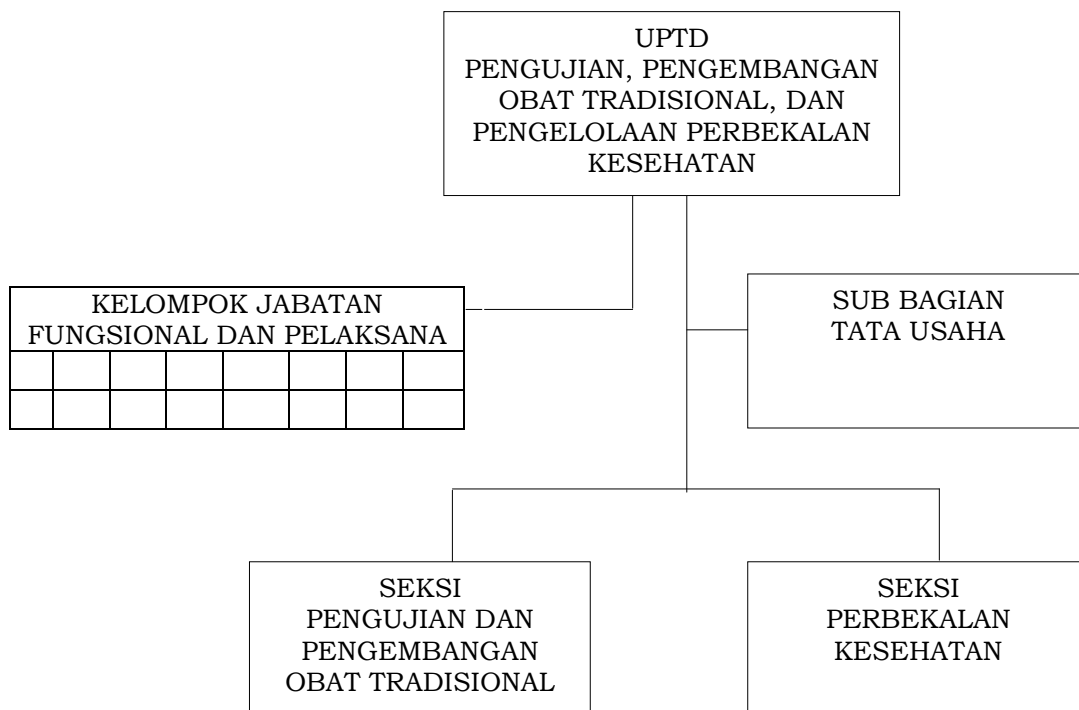 UPTD
PENGUJIAN, PENGEMBANGAN
OBAT TRADISIONAL, DAN
PENGELOLAAN PERBEKALAN
KESEHATAN
KELOMPOK JABATAN
FUNGSIONAL DAN PELAKSANA
SUB BAGIAN
TATA USAHA
SEKSI
PENGUJIAN DAN
PENGEMBANGAN
OBAT TRADISIONAL
SEKSI
PERBEKALAN
KESEHATAN